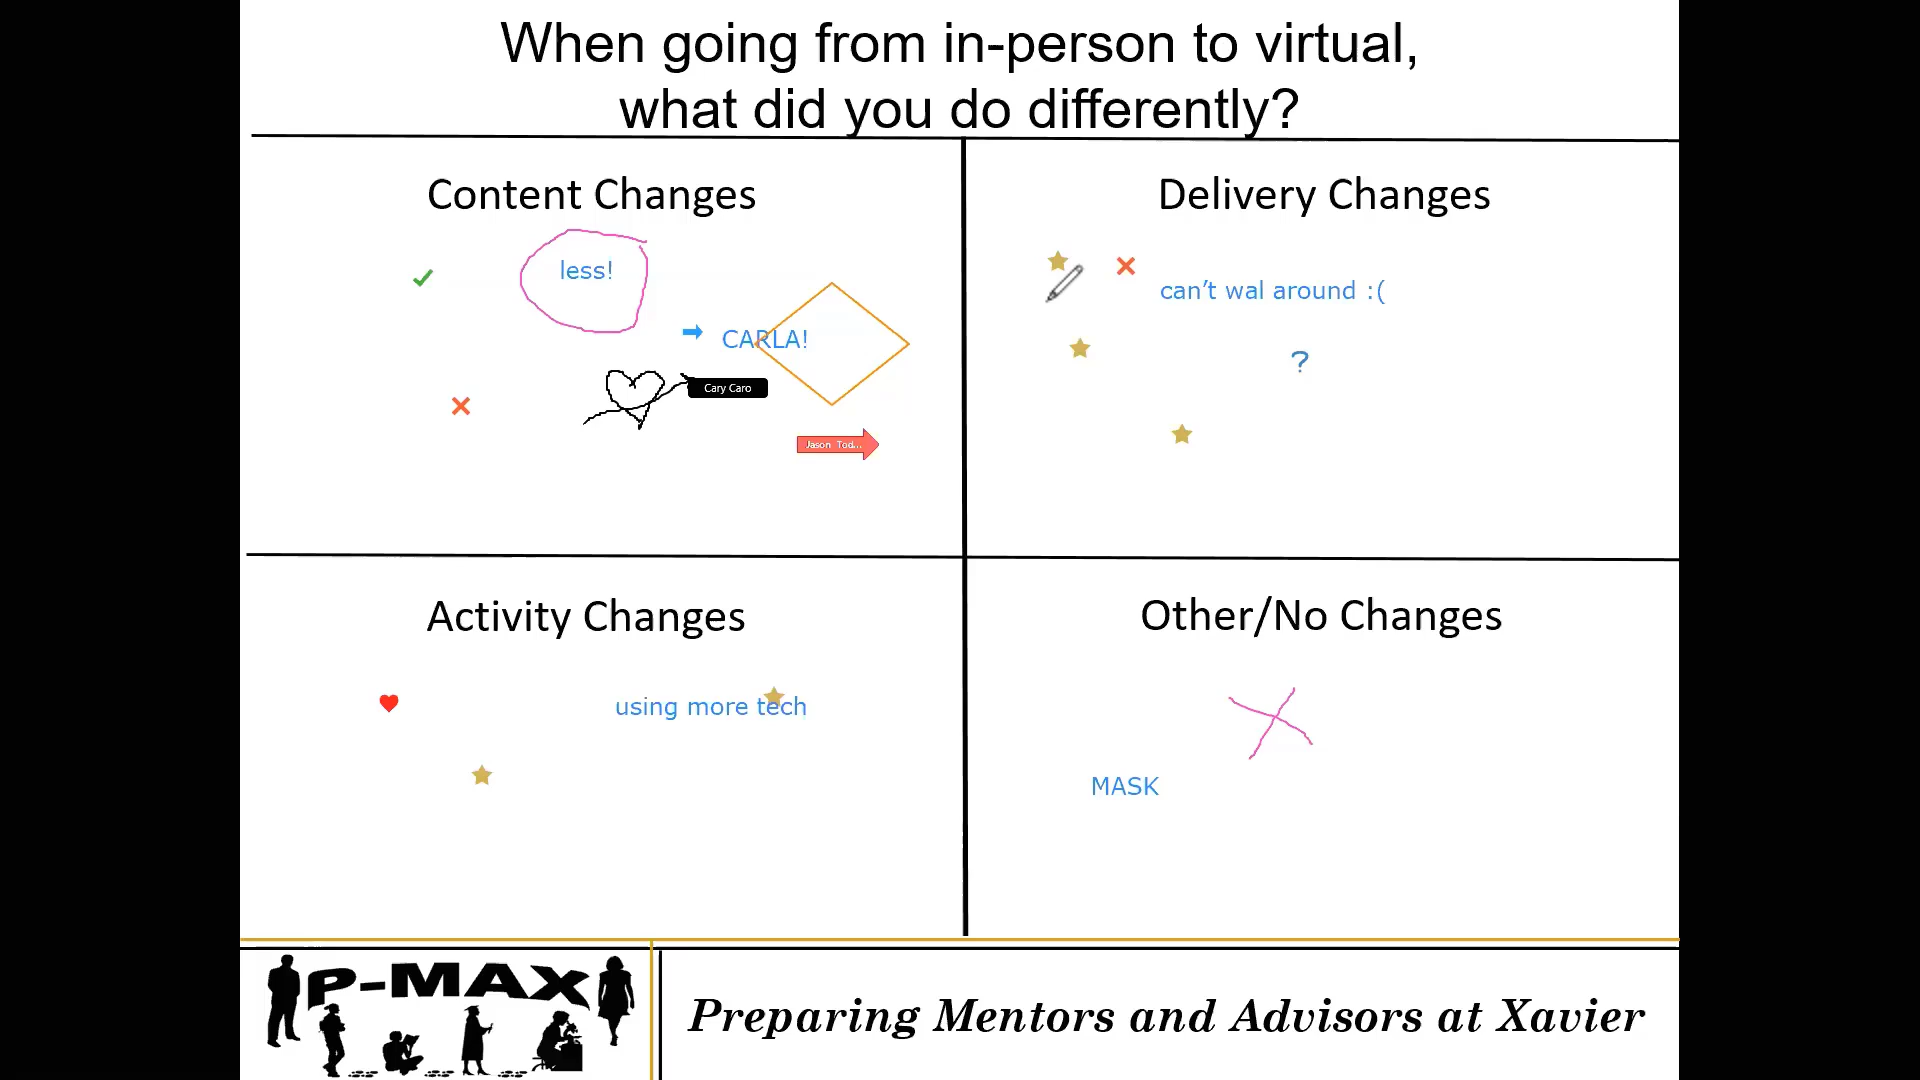 When going from in-person to virtual,
what did you do differently?
Content Changes
less!
CARLA!
Cary Caro
Jason Tod...
Delivery Changes
can't wal around :(
?
Activity Changes
using more tech
Other/No Changes
MASK
P-MAX
Preparing Mentors and Advisors at Xavier